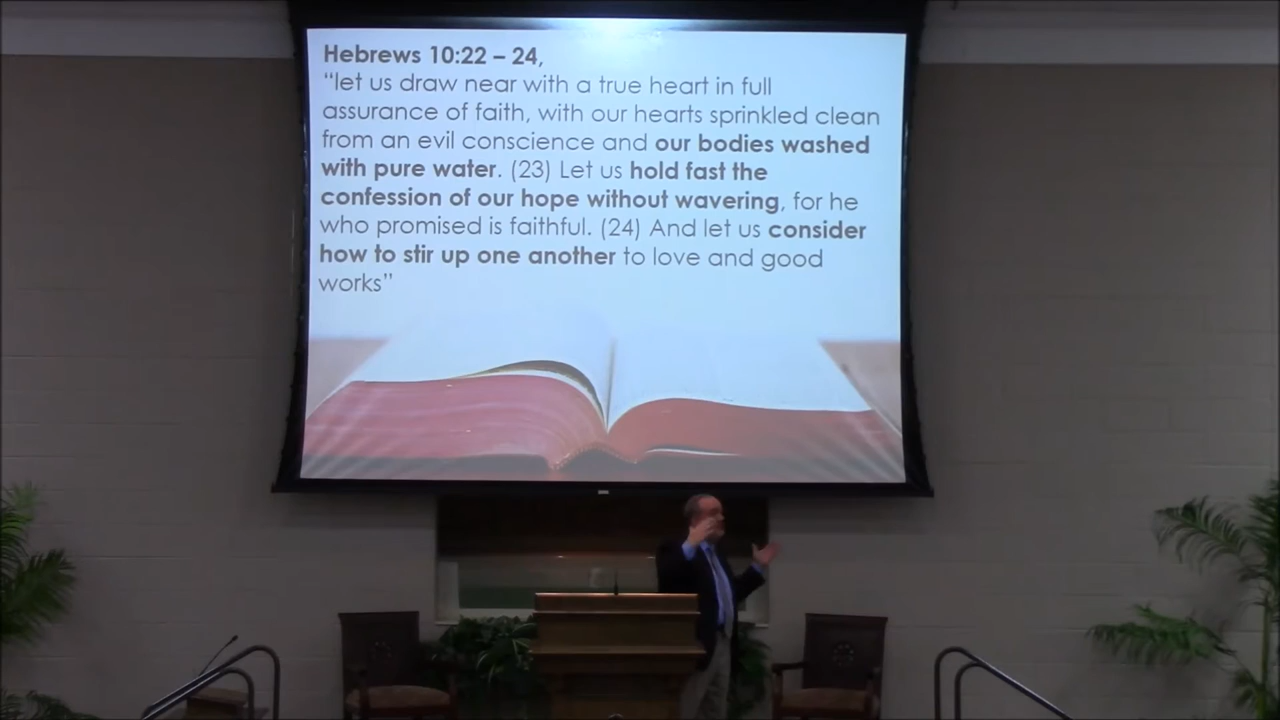 Hebrews 10:22 – 24,
“let us draw near with a true heart in full
assurance of faith, with our hearts sprinkled clean
from an evil conscience and our bodies washed
with pure water. (23) Let us hold fast the
confession of our hope without wavering, for he
who promised is faithful. (24) And let us consider
how to stir up one another to love and good
works”